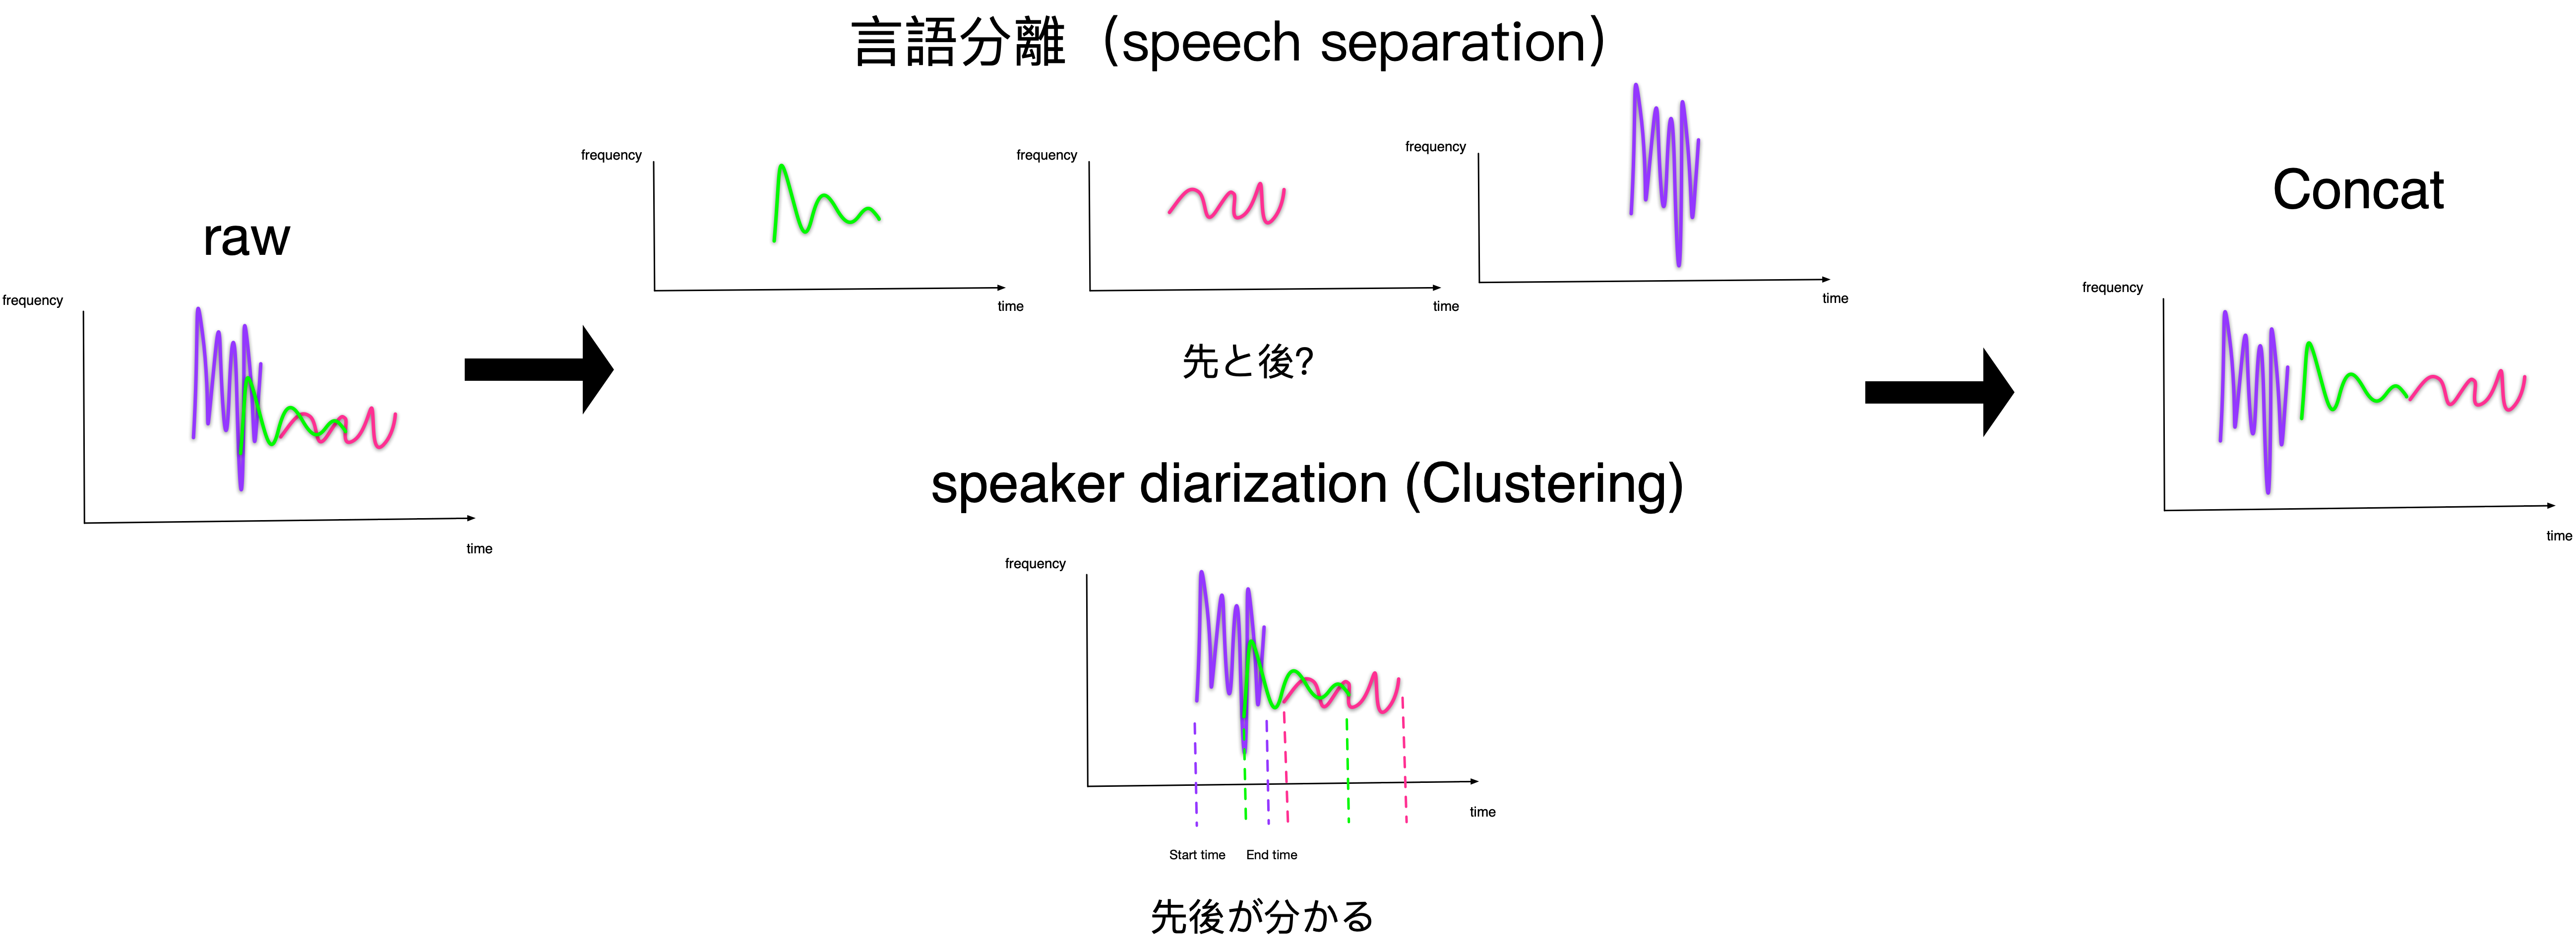 言語分離（speech separation）
raw
frequency
time
frequency
time
frequency
time
frequency
time
先と後?
speaker diarization (Clustering)
frequency
time
Start time
End time
先後が分かる
Concat
frequency
time